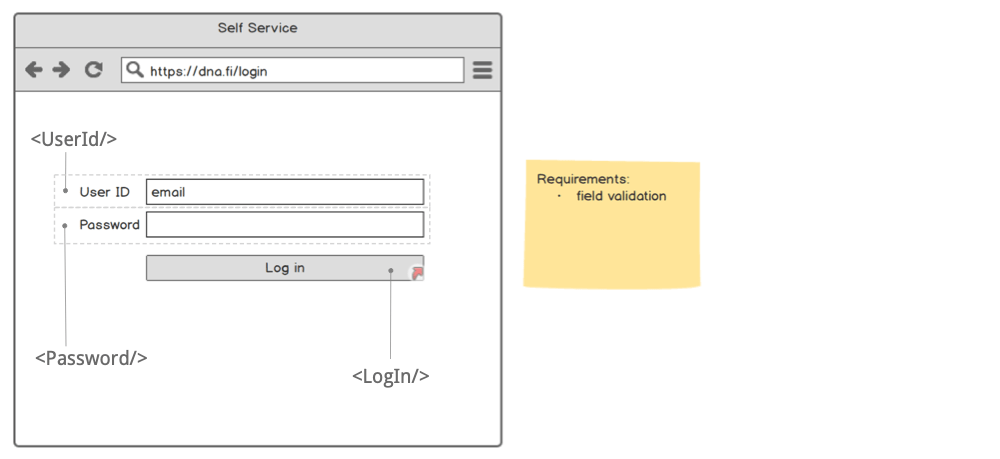 Self Service
https://dna.fi/login
<UserId/>
User ID email
Password
Log in
<Password/>
<LogIn/>
Requirements:
· field validation